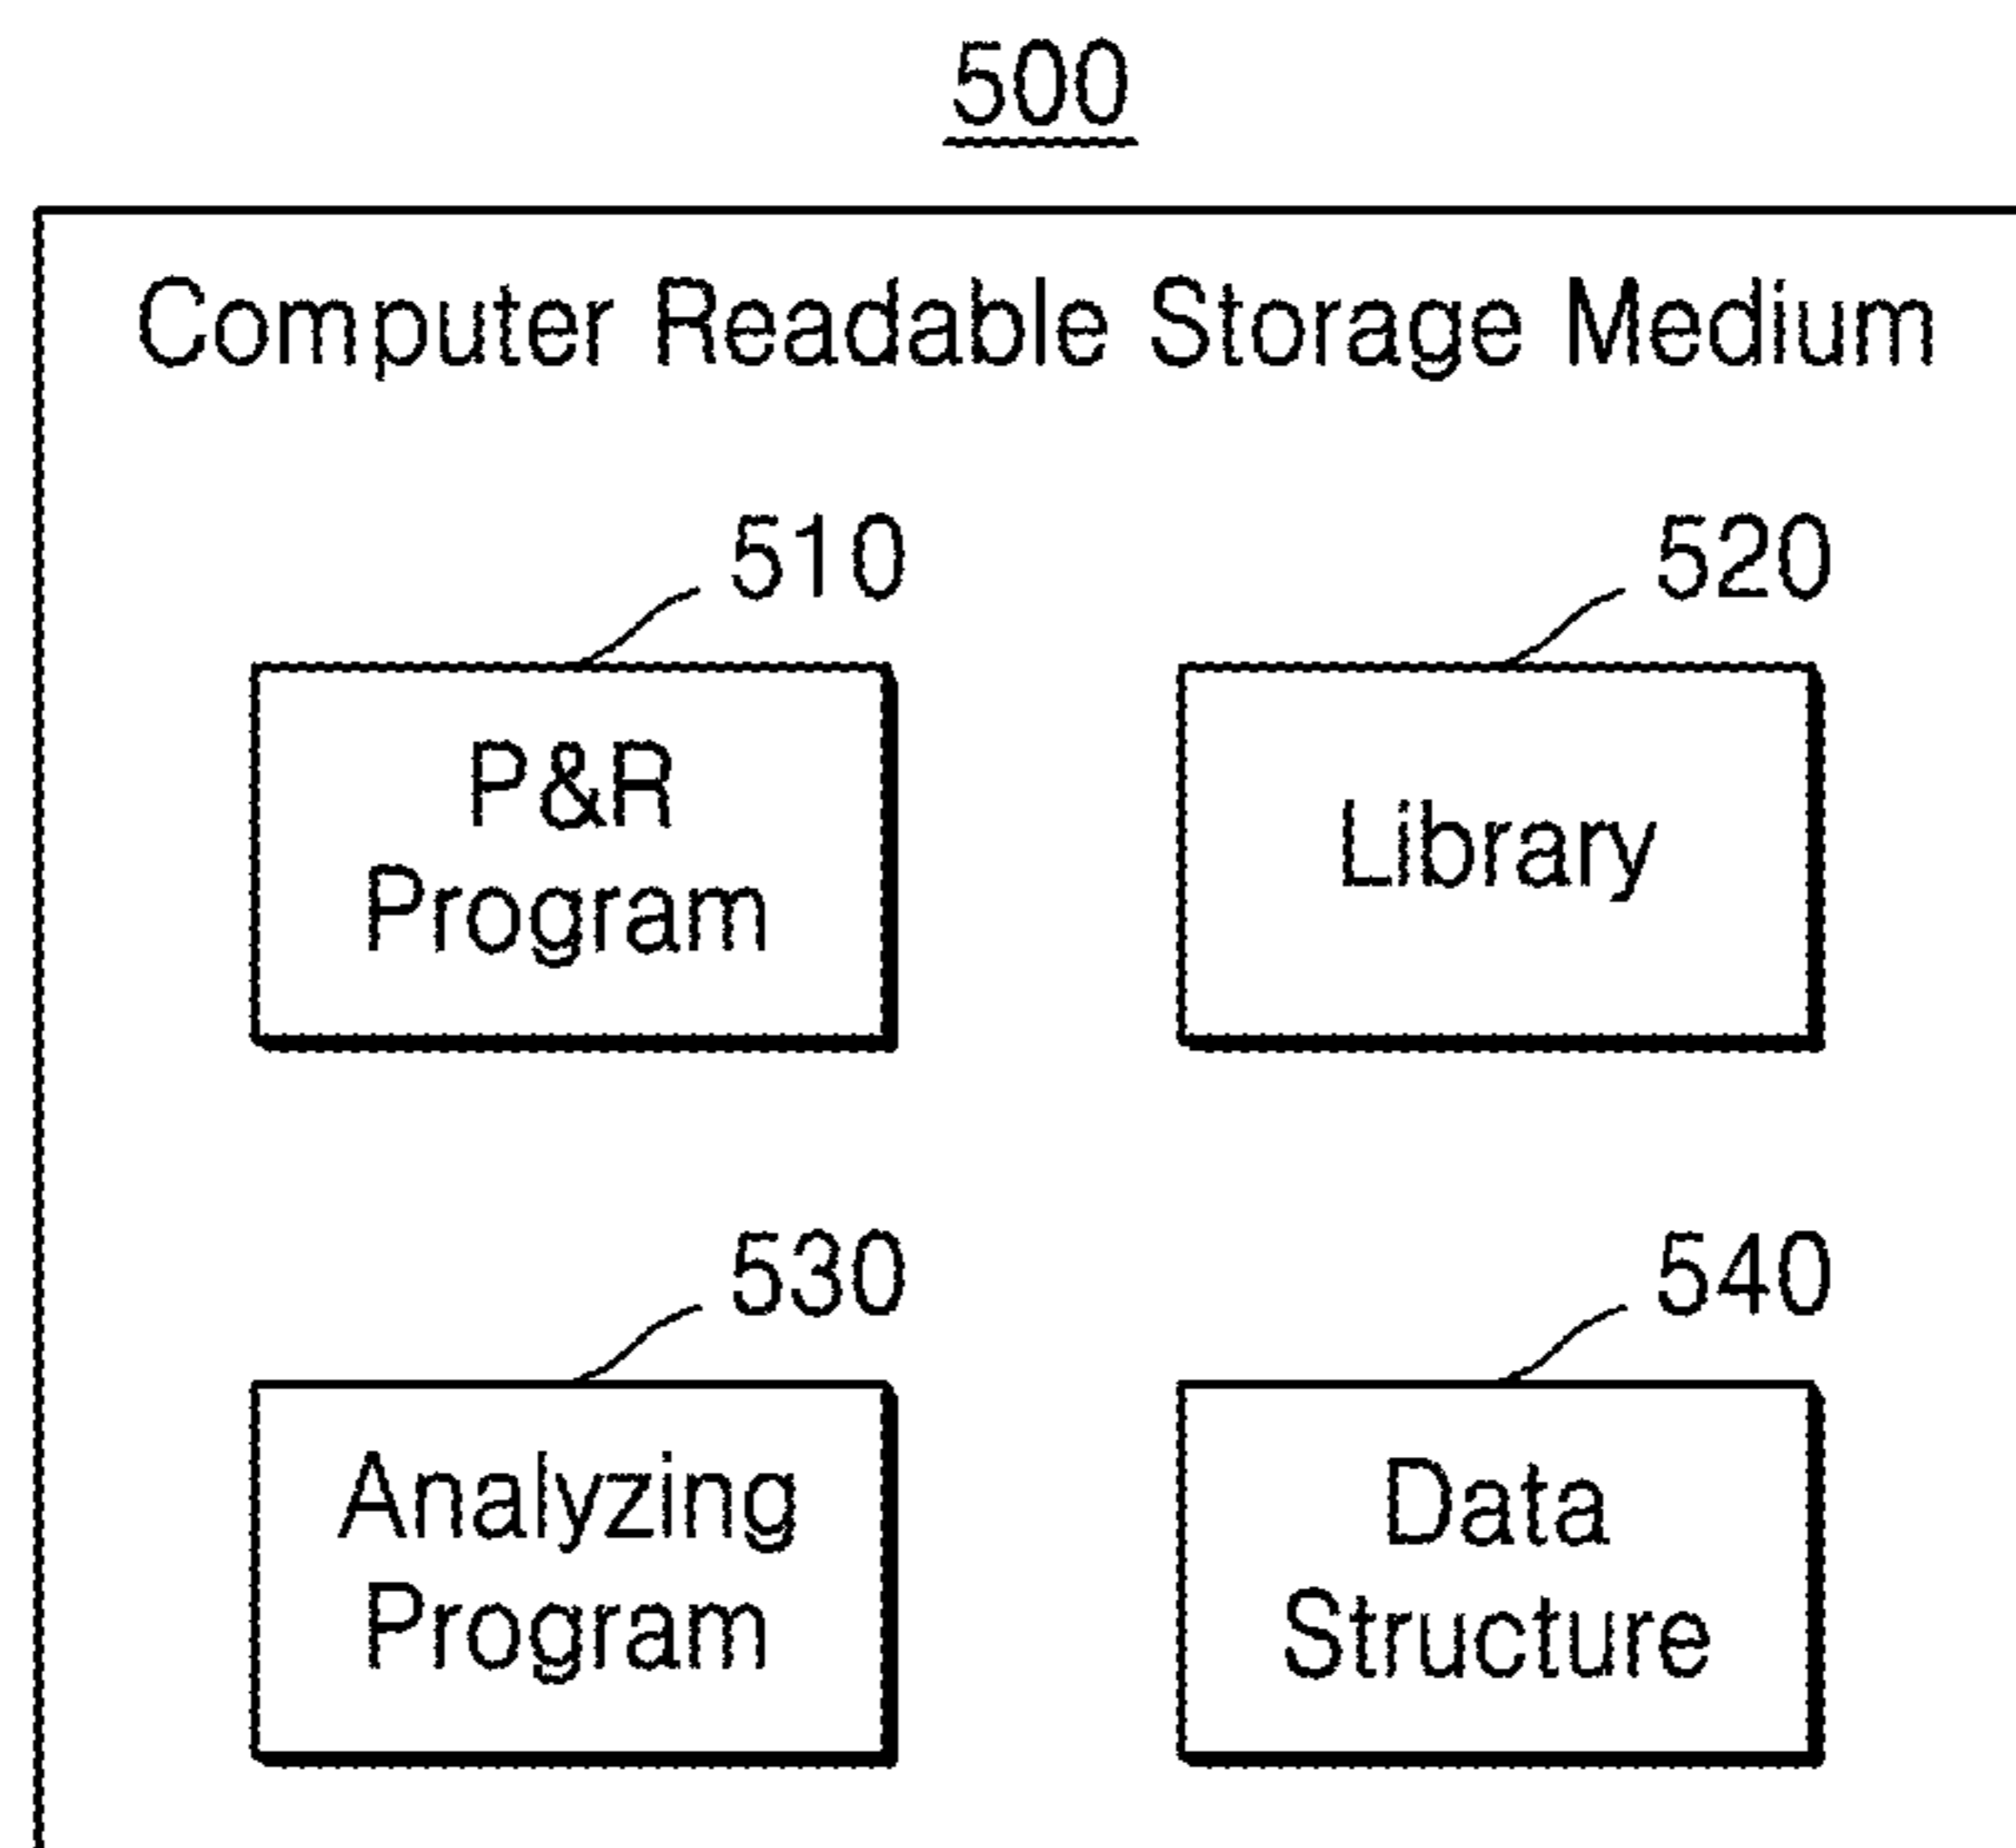 500
Computer Readable Storage Medium
510
520
P&R
Program
Library
530
540
Analyzing
Program
Data
Structure